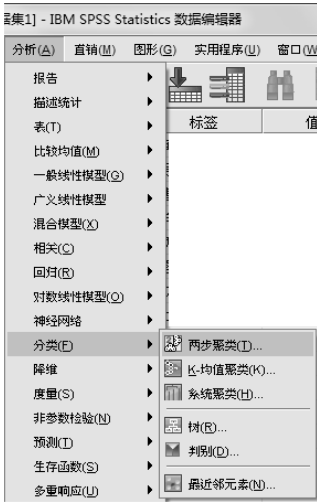 据集1] - IBM SPSS Statistics 数据编辑器
分析(A) 直销(M) 图形(G) 实用程序(U) 窗口(W
标签 值
报告
描述统计
表(T)
比较均值(M)
一般线性模型(G)
广义线性模型
混合模型(X)
相关(C)
回归(R)
对数线性模型(O)
神经网络
分类(F)
降维
度量(S)
非参数检验(N)
预测(T)
生存函数(S)
多重响应(U)
两步聚类(T)...
K-均值聚类(K)...
系统聚类(H)...
树(R)...
判别(D)...
最近邻元素(N)...